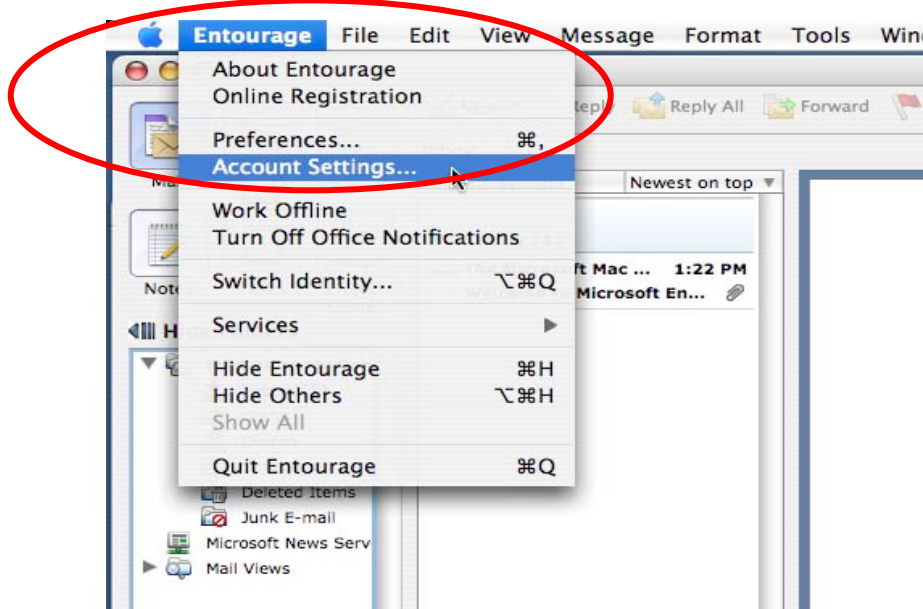 Entourage File Edit View Message Format Tools
About Entourage
Online Registration
Reply All Forward
Preferences... ⌘,
Account Settings...
Newest on top
Work Offline
Turn Off Office Notifications
ft Mac ... 1:22 PM
Switch Identity... ⌥⌘Q
Microsoft En...
Services
Hide Entourage ⌘H
Hide Others ⌥⌘H
Show All
Quit Entourage ⌘Q
Deleted Items
Junk E-mail
Microsoft News Serv
Mail Views